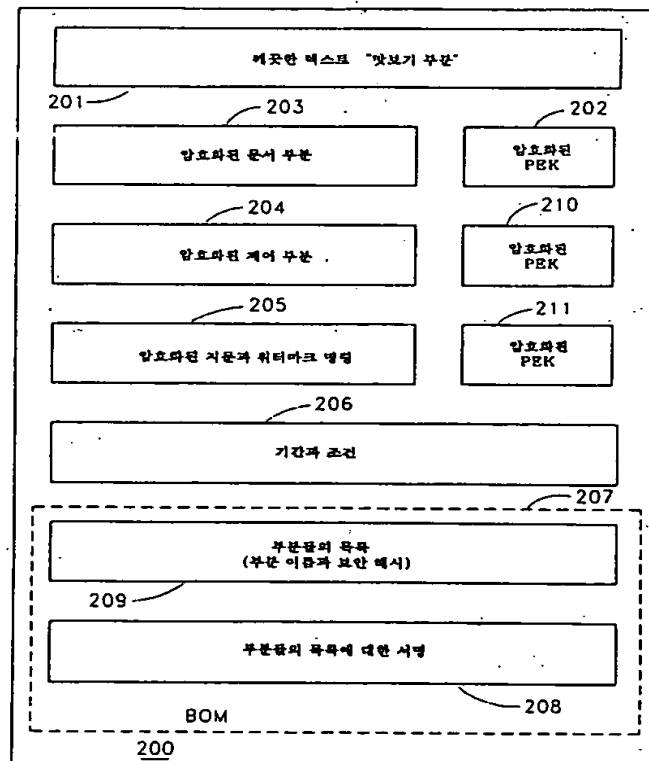 깨끗한 텍스트 "맛보기 부분"
201
203
202
암호화된 문서 부분
암호화된
PEK
204
210
암호화된 제어 부분
암호화된
PEK
205
211
암호화된 지문과 워터마크 명령
암호화된
PEK
206
기간과 조건
207
부분들의 목록
(부분 이름과 보안 해시)
209
부분들의 목록에 대한 서명
208
BOM
200